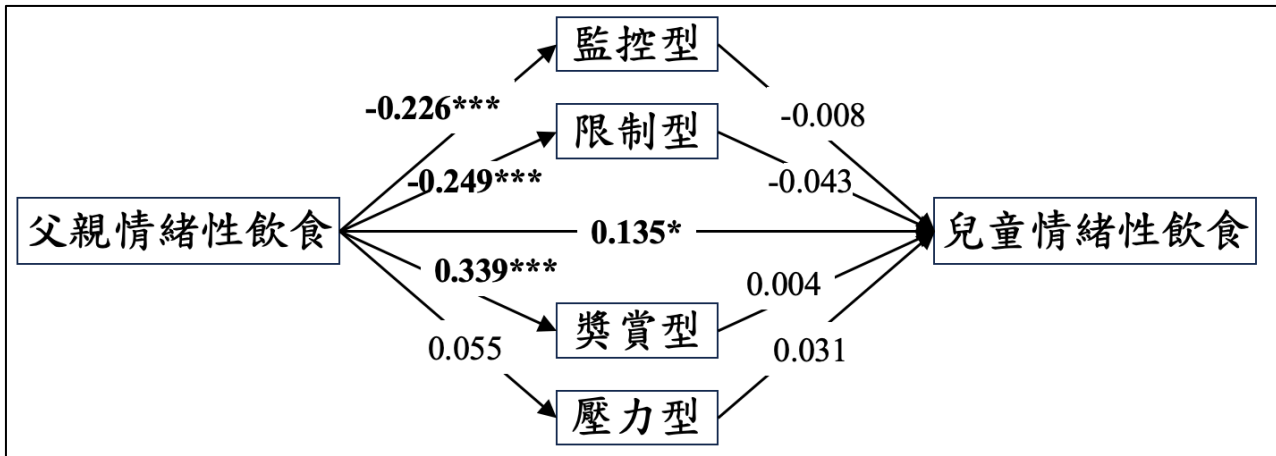 監控型
-0.226***
-0.008
限制型
-0.249***
-0.043
父親情緒性飲食
0.135*
兒童情緒性飲食
0.339***
0.004
獎賞型
0.055
0.031
壓力型